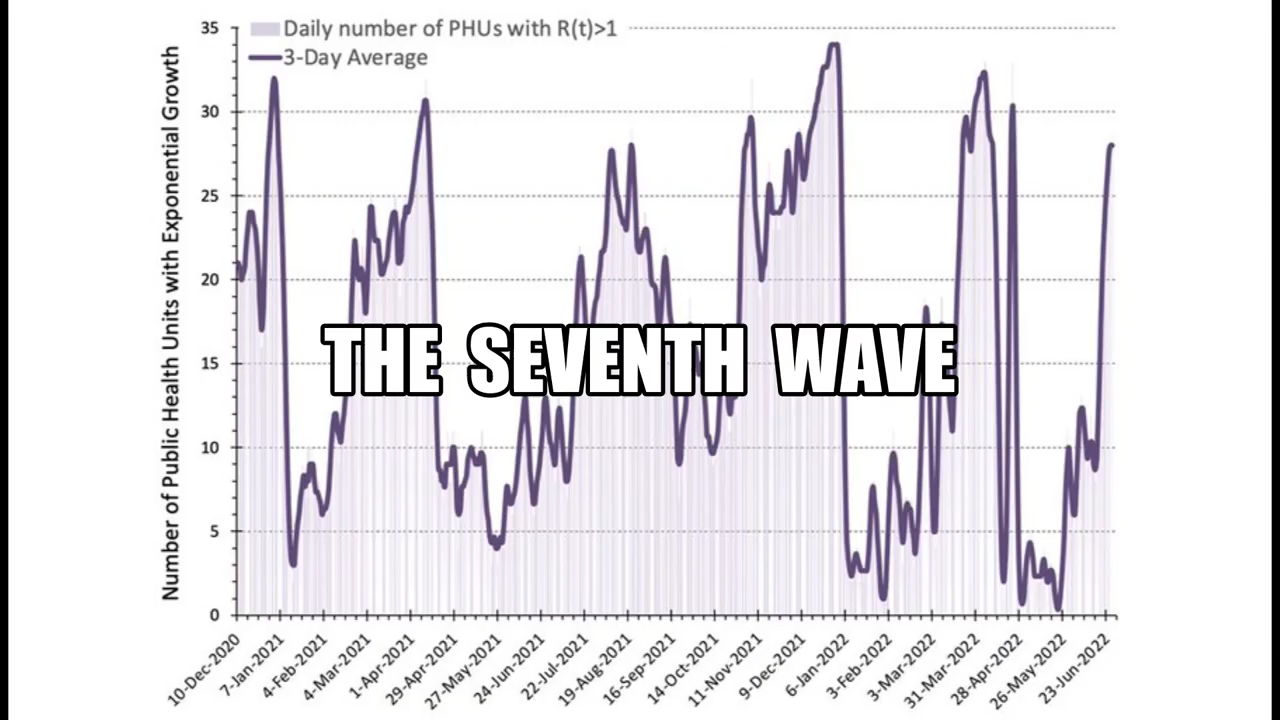 Daily number of PHUs with R(t)>1
3-Day Average
Number of Public Health Units with Exponential Growth
35
30
25
20
15
10
5
0
THE SEVENTH WAVE
10-Dec-2020
7-Jan-2021
4-Feb-2021
4-Mar-2021
1-Apr-2021
29-Apr-2021
27-May-2021
24-Jun-2021
22-Jul-2021
19-Aug-2021
16-Sep-2021
14-Oct-2021
11-Nov-2021
9-Dec-2021
6-Jan-2022
3-Feb-2022
3-Mar-2022
31-Mar-2022
28-Apr-2022
26-May-2022
23-Jun-2022